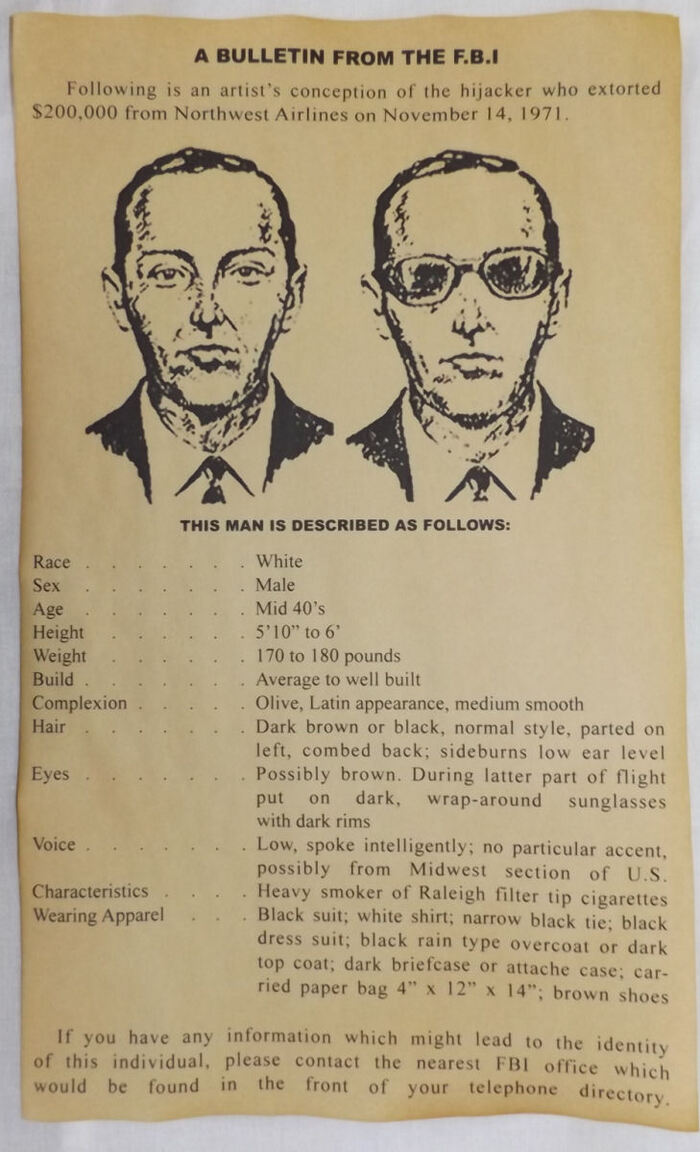 A BULLETIN FROM THE F.B.I
Following is an artist's conception of the hijacker who extorted
$200,000 from Northwest Airlines on November 14, 1971.
THIS MAN IS DESCRIBED AS FOLLOWS:
Race . . . . . . . White
Sex . . . . . . . Male
Age . . . . . . . Mid 40's
Height . . . . . . 5'10" to 6'
Weight . . . . . . 170 to 180 pounds
Build . . . . . . . Average to well built
Complexion . . . . . Olive, Latin appearance, medium smooth
Hair . . . . . . . Dark brown or black, normal style, parted on
left, combed back; sideburns low ear level
Eyes . . . . . . . Possibly brown. During latter part of flight
put on dark, wrap-around sunglasses
with dark rims
Voice . . . . . . . Low, spoke intelligently; no particular accent,
possibly from Midwest section of U.S.
Characteristics . . . . Heavy smoker of Raleigh filter tip cigarettes
Wearing Apparel . . . Black suit; white shirt; narrow black tie; black
dress suit; black rain type overcoat or dark
top coat; dark briefcase or attache case; car-
ried paper bag 4" x 12" x 14"; brown shoes
If you have any information which might lead to the identity
of this individual, please contact the nearest FBI office which
would be found in the front of your telephone directory.